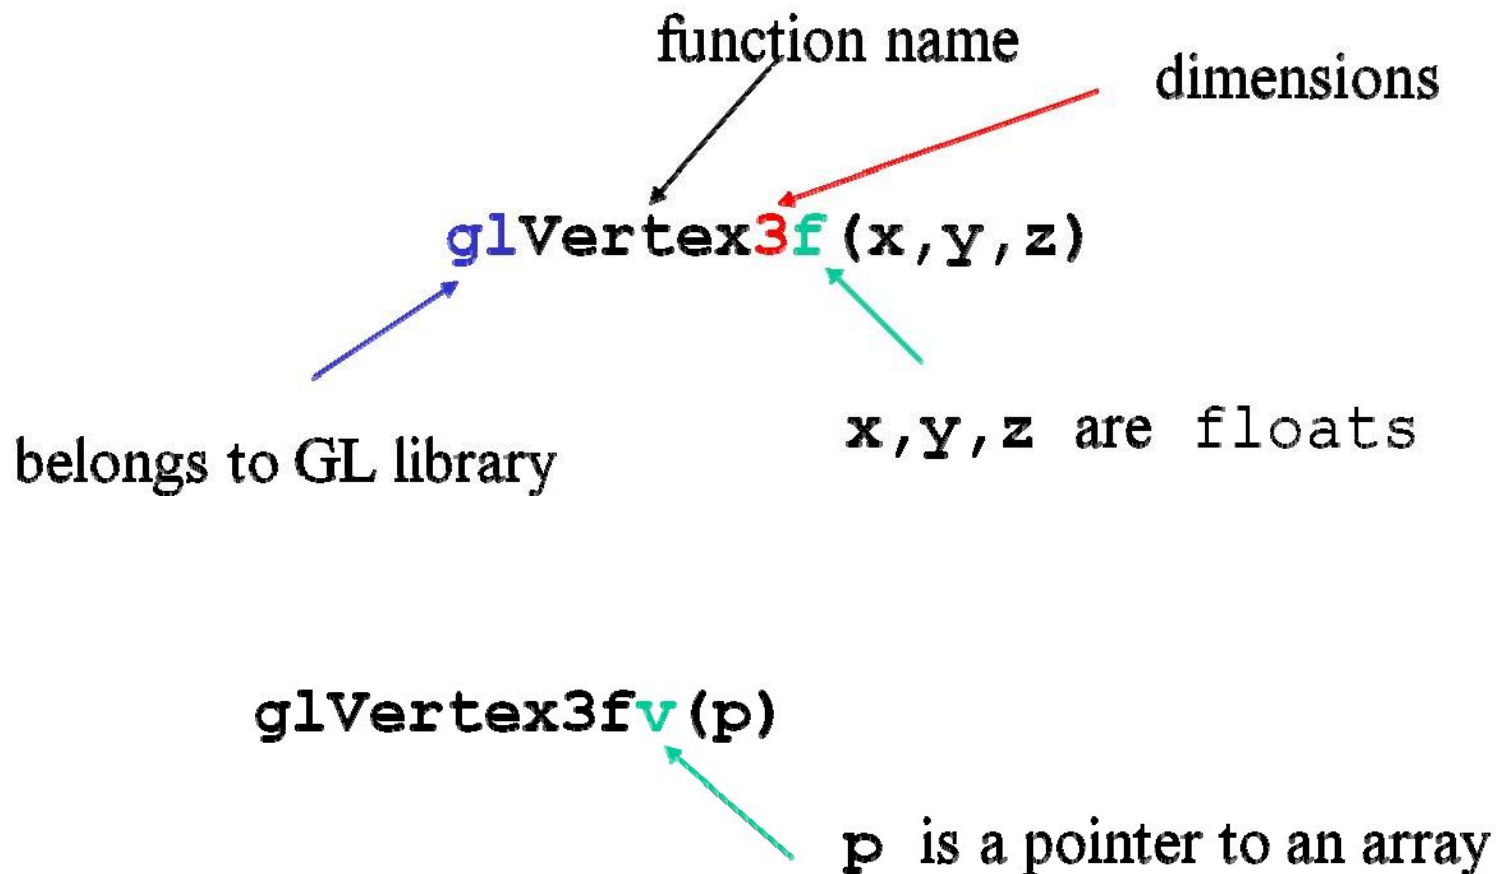 function name
dimensions
glVertex3f(x,y,z)
belongs to GL library
x,y,z are floats
glVertex3fv(p)
p is a pointer to an array